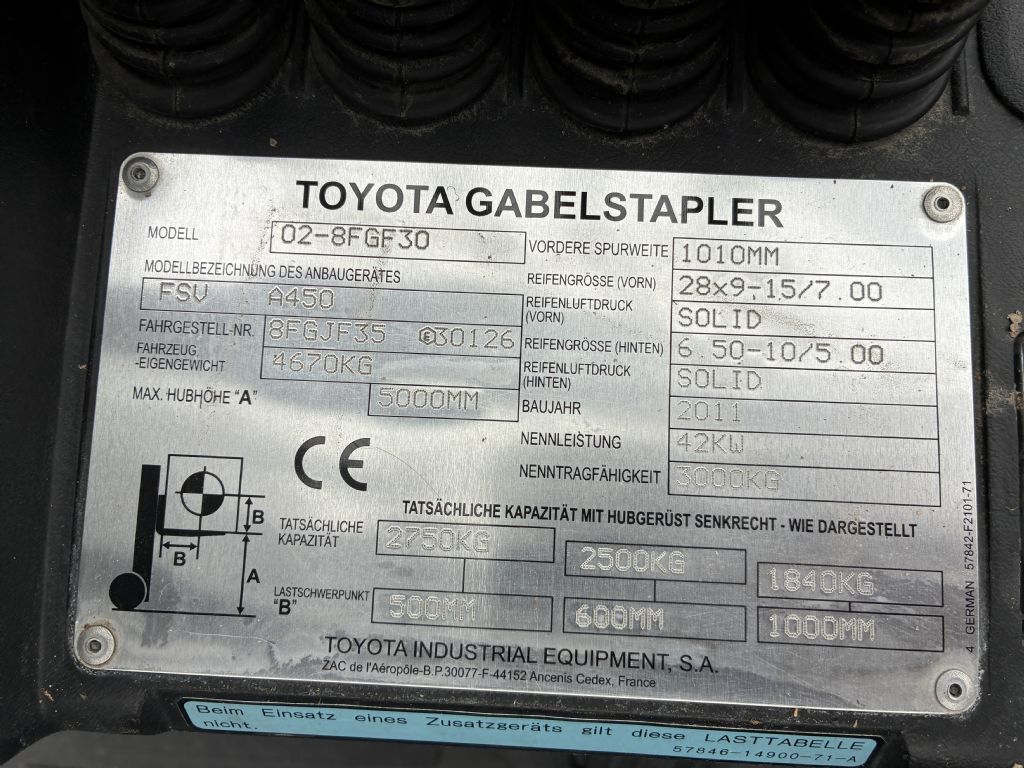 TOYOTA GABELSTAPLER
MODELL 02-8FGF30
MODELLBEZEICHNUNG DES ANBAUGERÄTES
FSV A450
FAHRGESTELL-NR. 8FGJF35 E30126
FAHRZEUG
-EIGENGEWICHT 4670KG
MAX. HUBHÖHE "A" 5000MM
VORDERE SPURWEITE 1010MM
REIFENGRÖSSE (VORN) 28x9-15/7.00
REIFENLUFTDRUCK
(VORN) SOLID
REIFENGRÖSSE (HINTEN) 6.50-10/5.00
REIFENLUFTDRUCK
(HINTEN) SOLID
BAUJAHR 2011
NENNLEISTUNG 42KW
NENNTRAGFÄHIGKEIT 3000KG
CE
B
B
A
TATSÄCHLICHE KAPAZITÄT MIT HUBGERÜST SENKRECHT - WIE DARGESTELLT
TATSÄCHLICHE
KAPAZITÄT 2750KG 2500KG 1840KG
LASTSCHWERPUNKT
"B" 500MM 600MM 1000MM
TOYOTA INDUSTRIAL EQUIPMENT, S.A.
ZAC de l'Aéropôle-B.P.30077-F-44152 Ancenis Cedex, France
4 GERMAN 57842-F2101-71
Beim Einsatz eines Zusatzgeräts gilt diese LASTTABELLE
nicht.
57846-14900-71-A